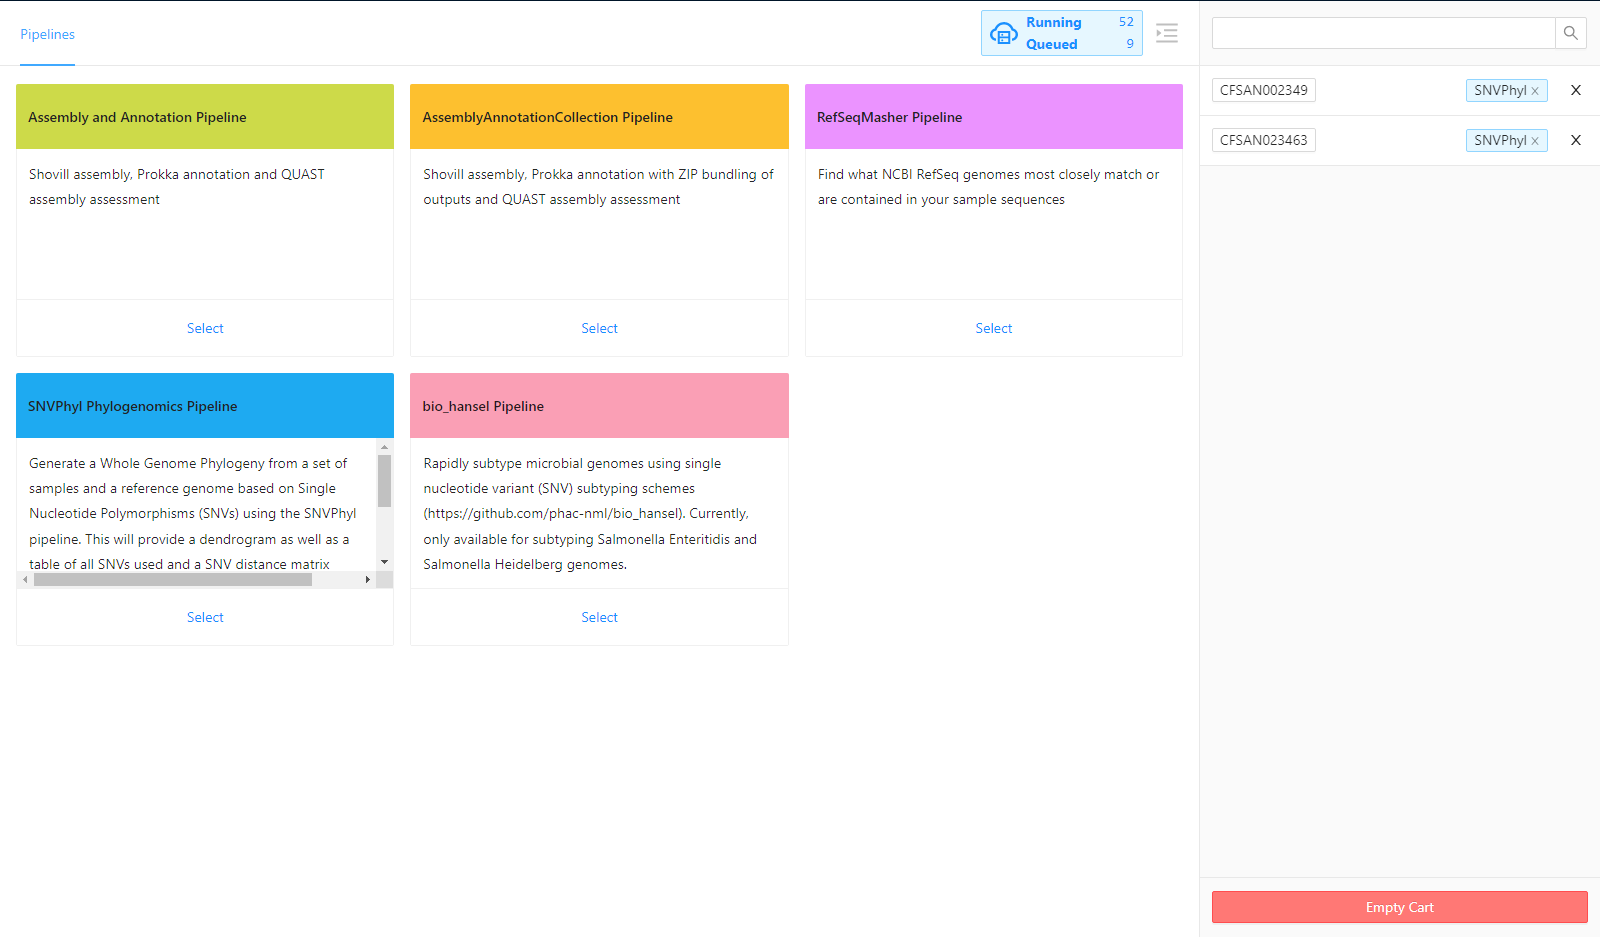 Pipelines
Running 52
Queued 9
CFSAN002349 SNVPhyl × X
CFSAN023463 SNVPhyl × X
Assembly and Annotation Pipeline
Shovill assembly, Prokka annotation and QUAST
assembly assessment
Select
AssemblyAnnotationCollection Pipeline
Shovill assembly, Prokka annotation with ZIP bundling of
outputs and QUAST assembly assessment
Select
RefSeqMasher Pipeline
Find what NCBI RefSeq genomes most closely match or
are contained in your sample sequences
Select
SNVPhyl Phylogenomics Pipeline
Generate a Whole Genome Phylogeny from a set of
samples and a reference genome based on Single
Nucleotide Polymorphisms (SNVs) using the SNVPhyl
pipeline. This will provide a dendrogram as well as a
table of all SNVs used and a SNV distance matrix
Select
bio_hansel Pipeline
Rapidly subtype microbial genomes using single
nucleotide variant (SNV) subtyping schemes
(https://github.com/phac-nml/bio_hansel). Currently,
only available for subtyping Salmonella Enteritidis and
Salmonella Heidelberg genomes.
Select
Empty Cart